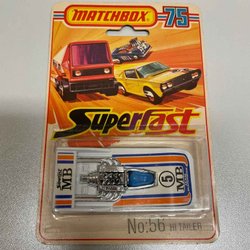 MATCHBOX 75
Superfast
MB
5
MB
No:56 HI TAILER